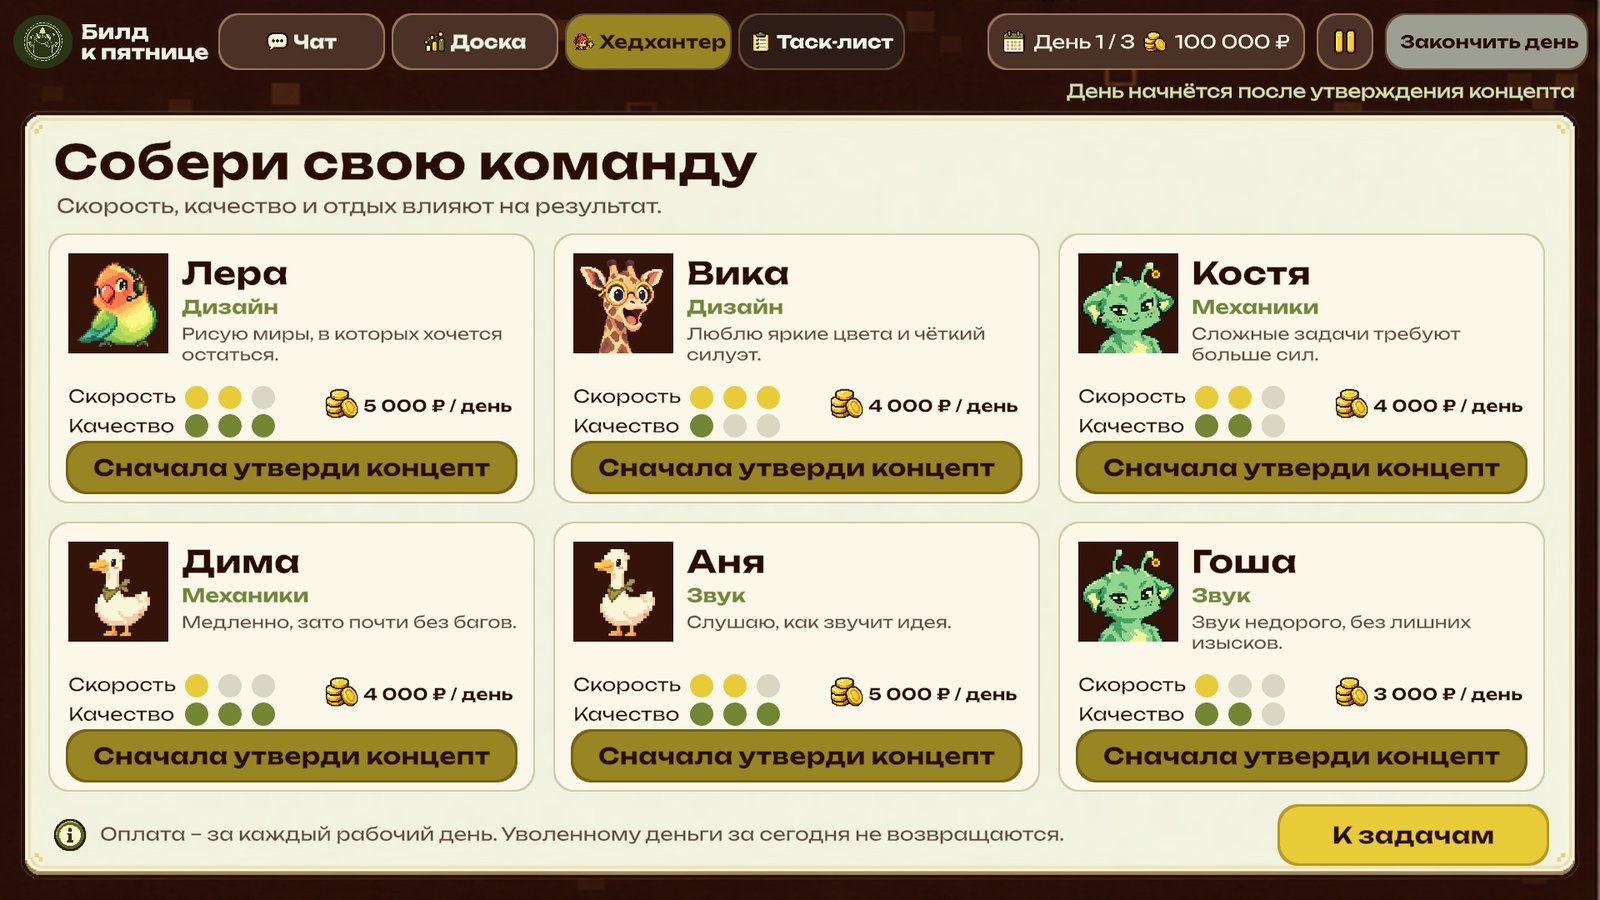 Билд
к пятнице
Чат
Доска
Хедхантер
Таск-лист
День 1 / 3
100 000 ₽
Закончить день
День начнётся после утверждения концепта
Собери свою команду
Скорость, качество и отдых влияют на результат.
Лера
Дизайн
Рисую миры, в которых хочется
остаться.
Скорость
5 000 ₽ / день
Качество
Сначала утверди концепт
Вика
Дизайн
Люблю яркие цвета и чёткий
силуэт.
Скорость
4 000 ₽ / день
Качество
Сначала утверди концепт
Костя
Механики
Сложные задачи требуют
больше сил.
Скорость
4 000 ₽ / день
Качество
Сначала утверди концепт
Дима
Механики
Медленно, зато почти без багов.
Скорость
4 000 ₽ / день
Качество
Сначала утверди концепт
Аня
Звук
Слушаю, как звучит идея.
Скорость
5 000 ₽ / день
Качество
Сначала утверди концепт
Гоша
Звук
Звук недорого, без лишних
изысков.
Скорость
3 000 ₽ / день
Качество
Сначала утверди концепт
Оплата – за каждый рабочий день. Уволенному деньги за сегодня не возвращаются.
К задачам